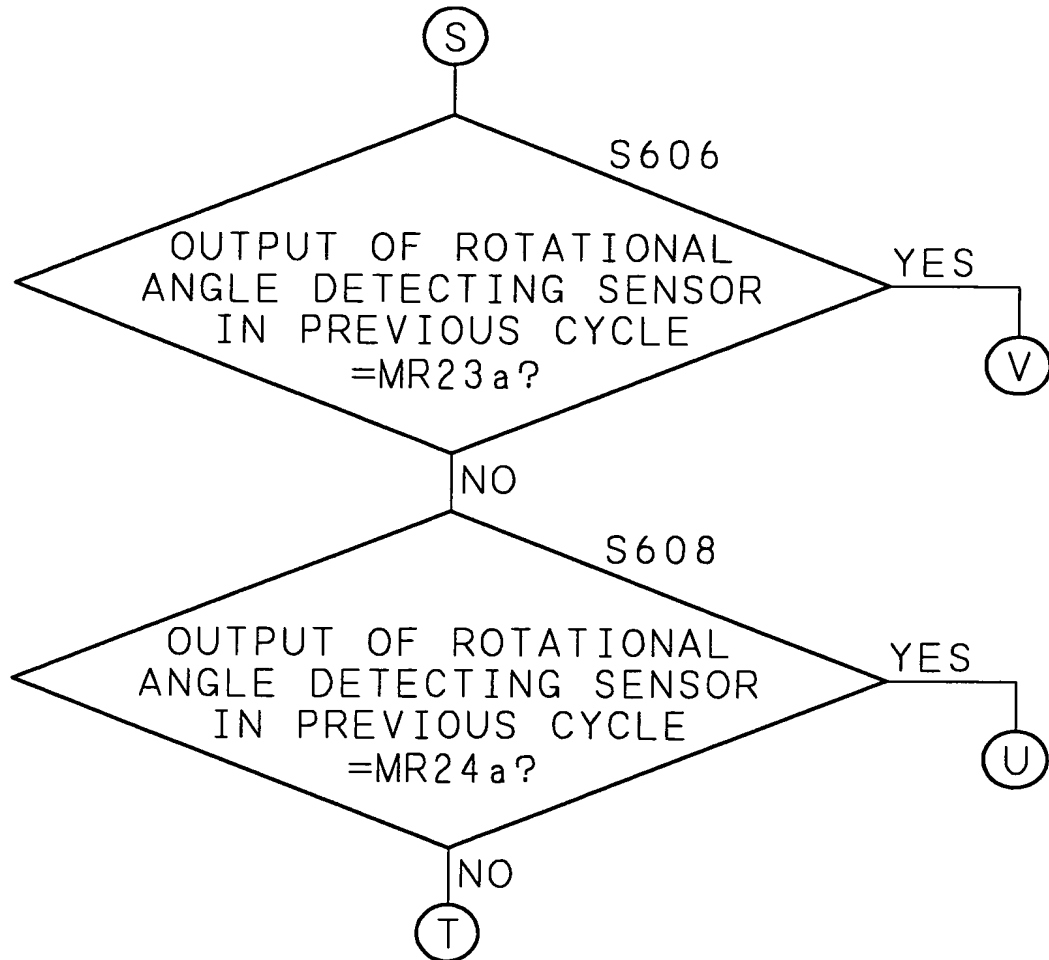 S
S606
OUTPUT OF ROTATIONAL
ANGLE DETECTING SENSOR
IN PREVIOUS CYCLE
=MR23a?
YES
V
NO
S608
OUTPUT OF ROTATIONAL
ANGLE DETECTING SENSOR
IN PREVIOUS CYCLE
=MR24a?
YES
U
NO
T